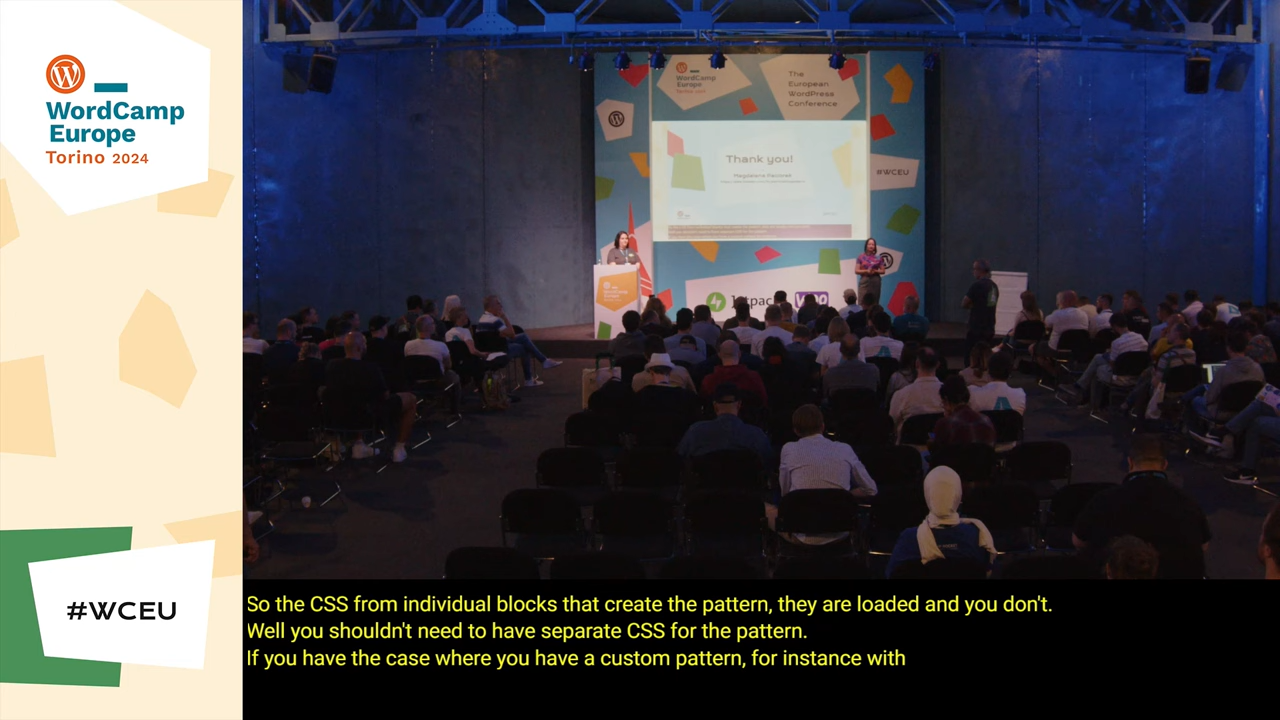 WordCamp
Europe
Torino 2024
#WCEU
WordCamp
Europe
The
European
WordPress
Conference
Thank you!
#WCEU
So the CSS from individual blocks that create the pattern, they are loaded and you don't.
Well you shouldn't need to have separate CSS for the pattern.
If you have the case where you have a custom pattern, for instance with